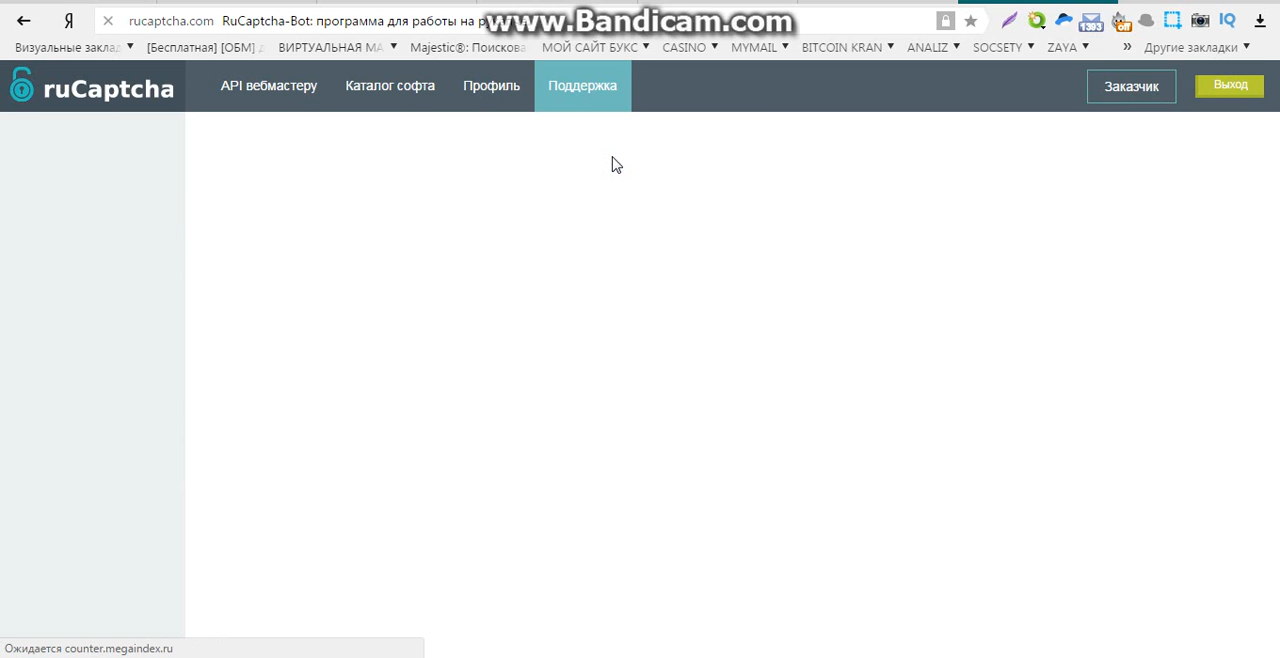 www.Bandicam.com
Я rucaptcha.com RuCaptcha-Bot: программа для работы на
Визуальные заклад [Бесплатная] [ОБМ] ВИРТУАЛЬНАЯ МА Majestic®: Поискова МОЙ САЙТ БУКС CASINO MYMAIL BITCOIN KRAN ANALIZ SOCSETY ZAYA » Другие закладки
ruCaptcha API вебмастеру Каталог софта Профиль Поддержка Заказчик Выход
Ожидается counter.megaindex.ru